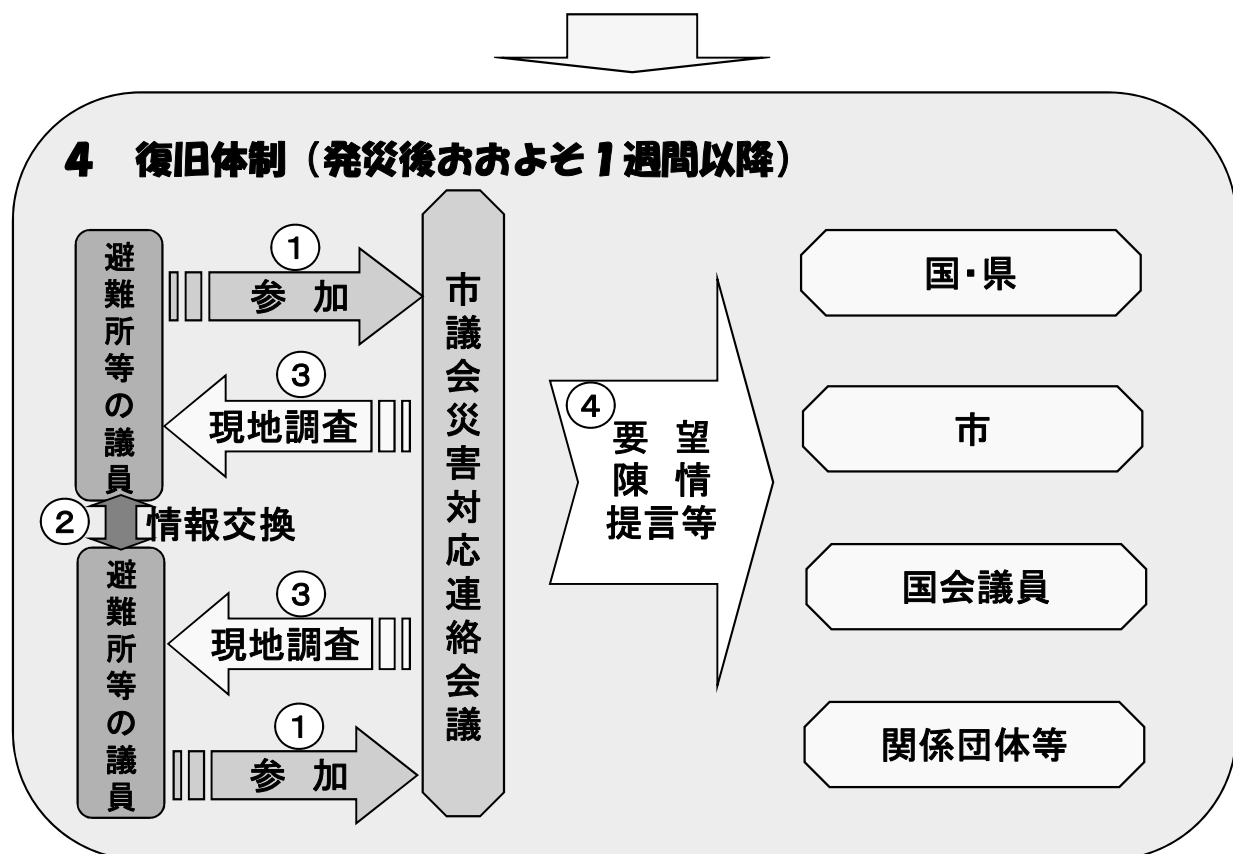 4 復旧体制（発災後おおよそ1週間以降）
避難所等の議員
①
参 加
③
現地調査
②
情報交換
避難所等の議員
③
現地調査
①
参 加
市議会災害対応連絡会議
④
要 望
陳 情
提言等
国・県
市
国会議員
関係団体等